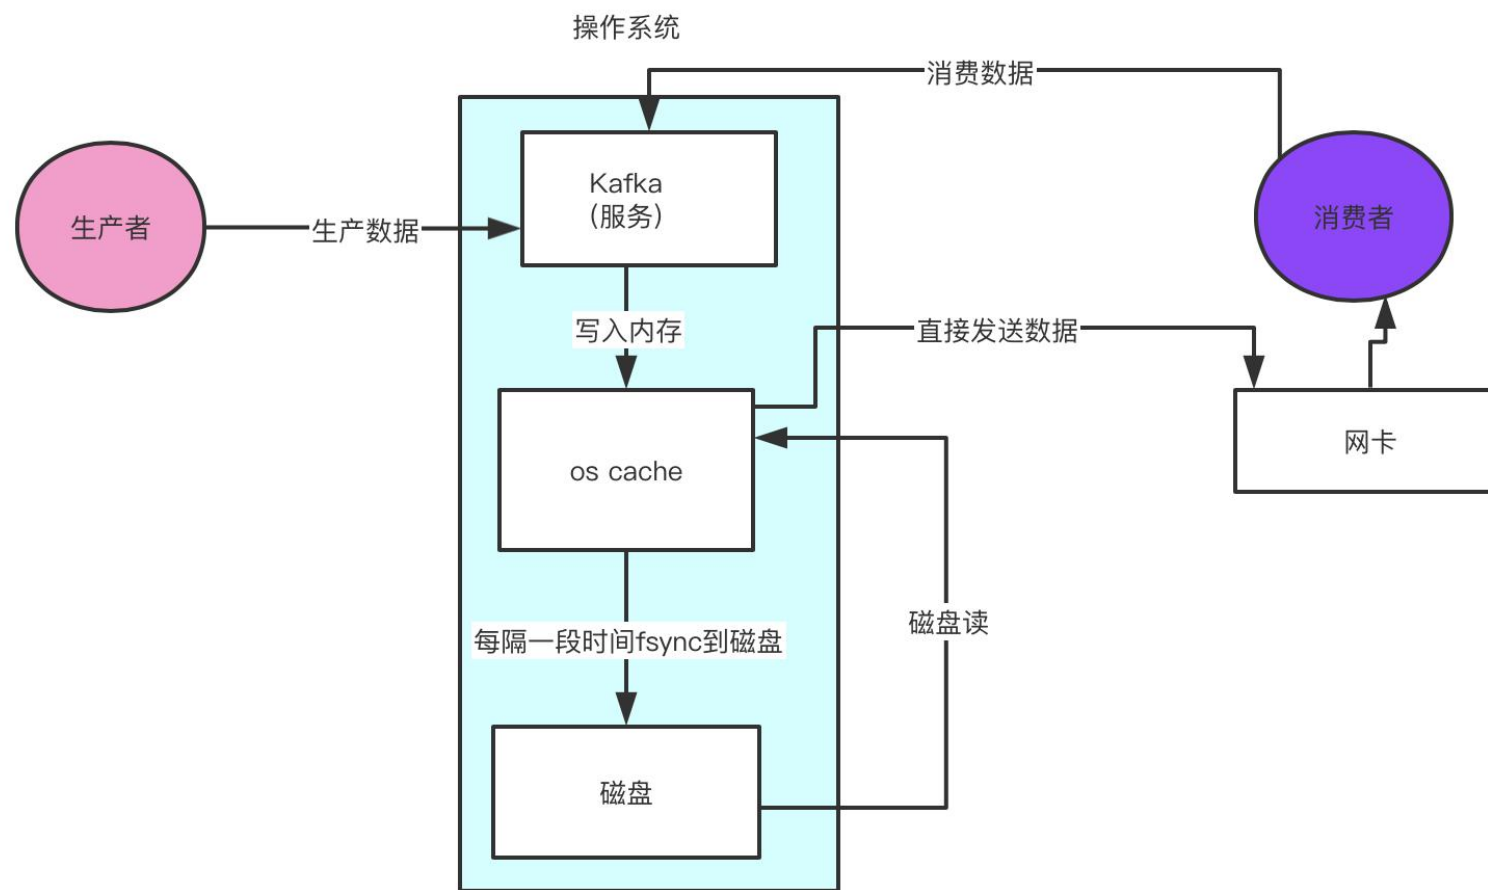 操作系统
消费数据
Kafka
(服务)
生产者
生产数据
消费者
写入内存
直接发送数据
网卡
os cache
磁盘读
每隔一段时间fsync到磁盘
磁盘